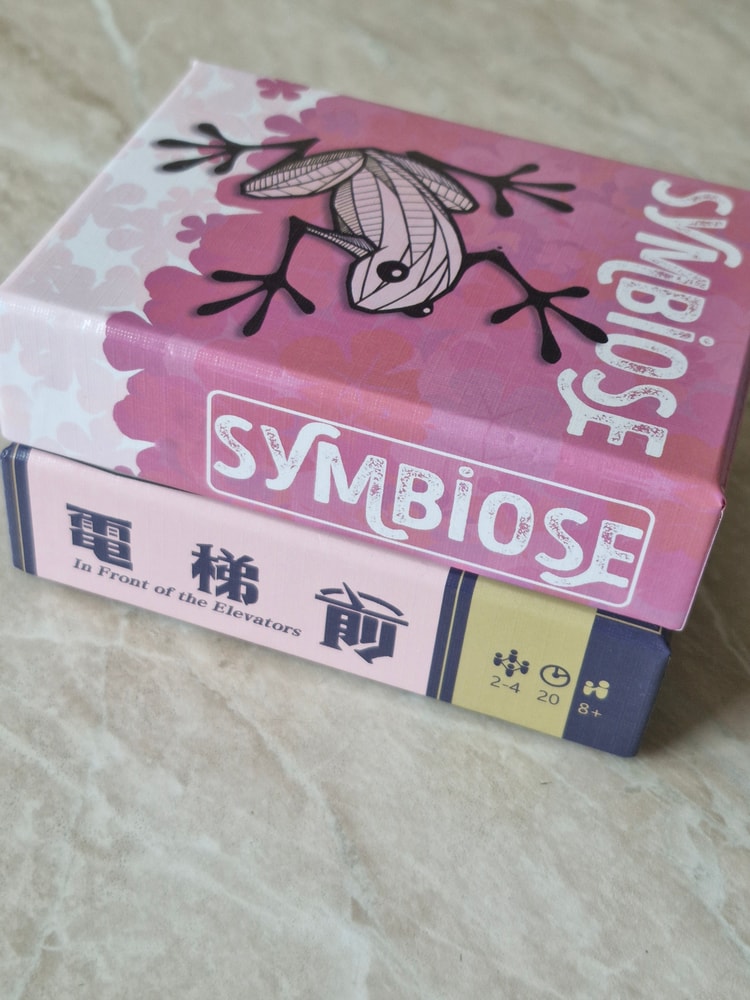 SYMBIOSE
SYMBIOSE
電梯前
In Front of the Elevators
2-4
20
8+